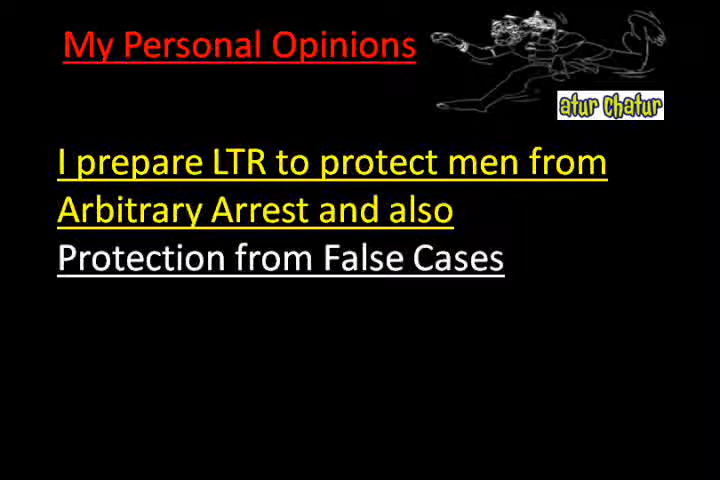 My Personal Opinions
atur chatur
I prepare LTR to protect men from
Arbitrary Arrest and also
Protection from False Cases